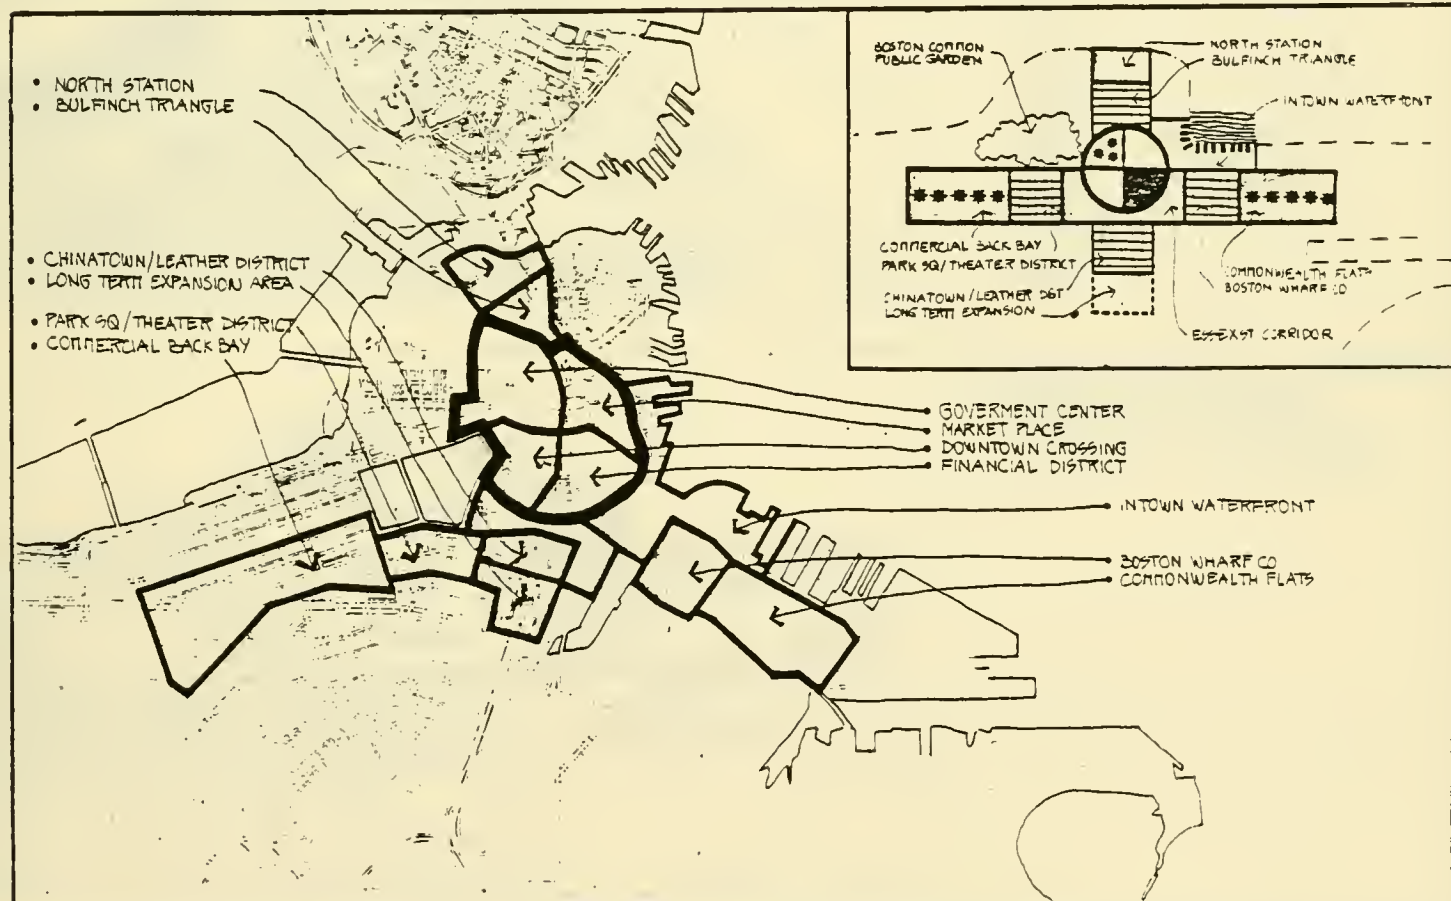 • NORTH STATION
• BULFINCH TRIANGLE
• CHINATOWN/LEATHER DISTRICT
• LONG TERM EXPANSION AREA
• PARK SQ/THEATER DISTRICT
• COMMERCIAL BACK BAY
• GOVERMENT CENTER
• MARKET PLACE
• DOWNTOWN CROSSING
• FINANCIAL DISTRICT
• INTOWN WATERFRONT
• BOSTON WHARF CO
• COMMONWEALTH FLATS
BOSTON COMMON
PUBLIC GARDEN
NORTH STATION
BULFINCH TRIANGLE
INTOWN WATERFRONT
COMMERCIAL BACK BAY
PARK SQ/THEATER DISTRICT
CHINATOWN/LEATHER DST
LONG TERM EXPANSION
COMMONWEALTH FLATS
BOSTON WHARF CO
ESSEXST CORRIDOR